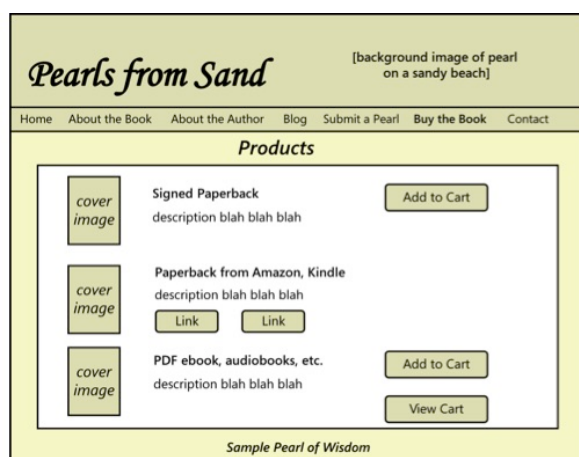 Pearls from Sand
[background image of pearl
on a sandy beach]
Home About the Book About the Author Blog Submit a Pearl Buy the Book Contact
Products
cover
image
Signed Paperback
description blah blah blah
Add to Cart
cover
image
Paperback from Amazon, Kindle
description blah blah blah
Link Link
cover
image
PDF ebook, audiobooks, etc.
description blah blah blah
Add to Cart
View Cart
Sample Pearl of Wisdom